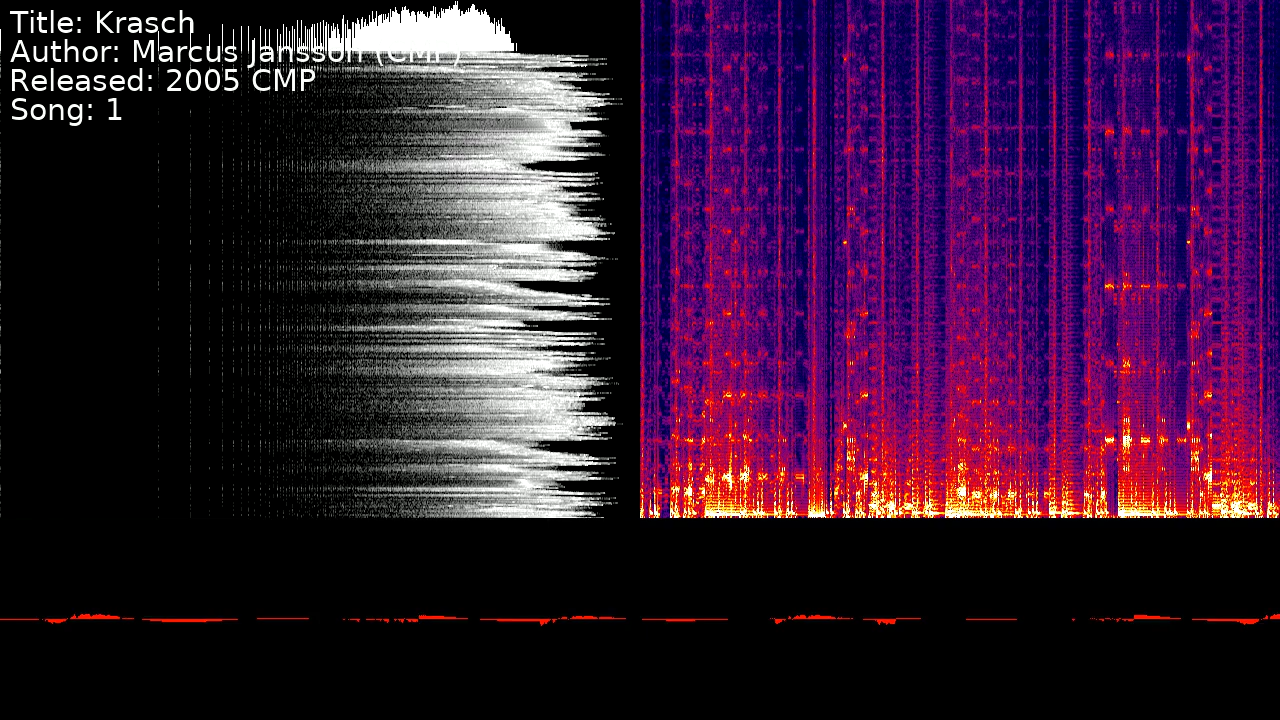 Title: Krasch
Author: Marcus Jansson (CMP)
Released: 2005 CMP
Song: 1